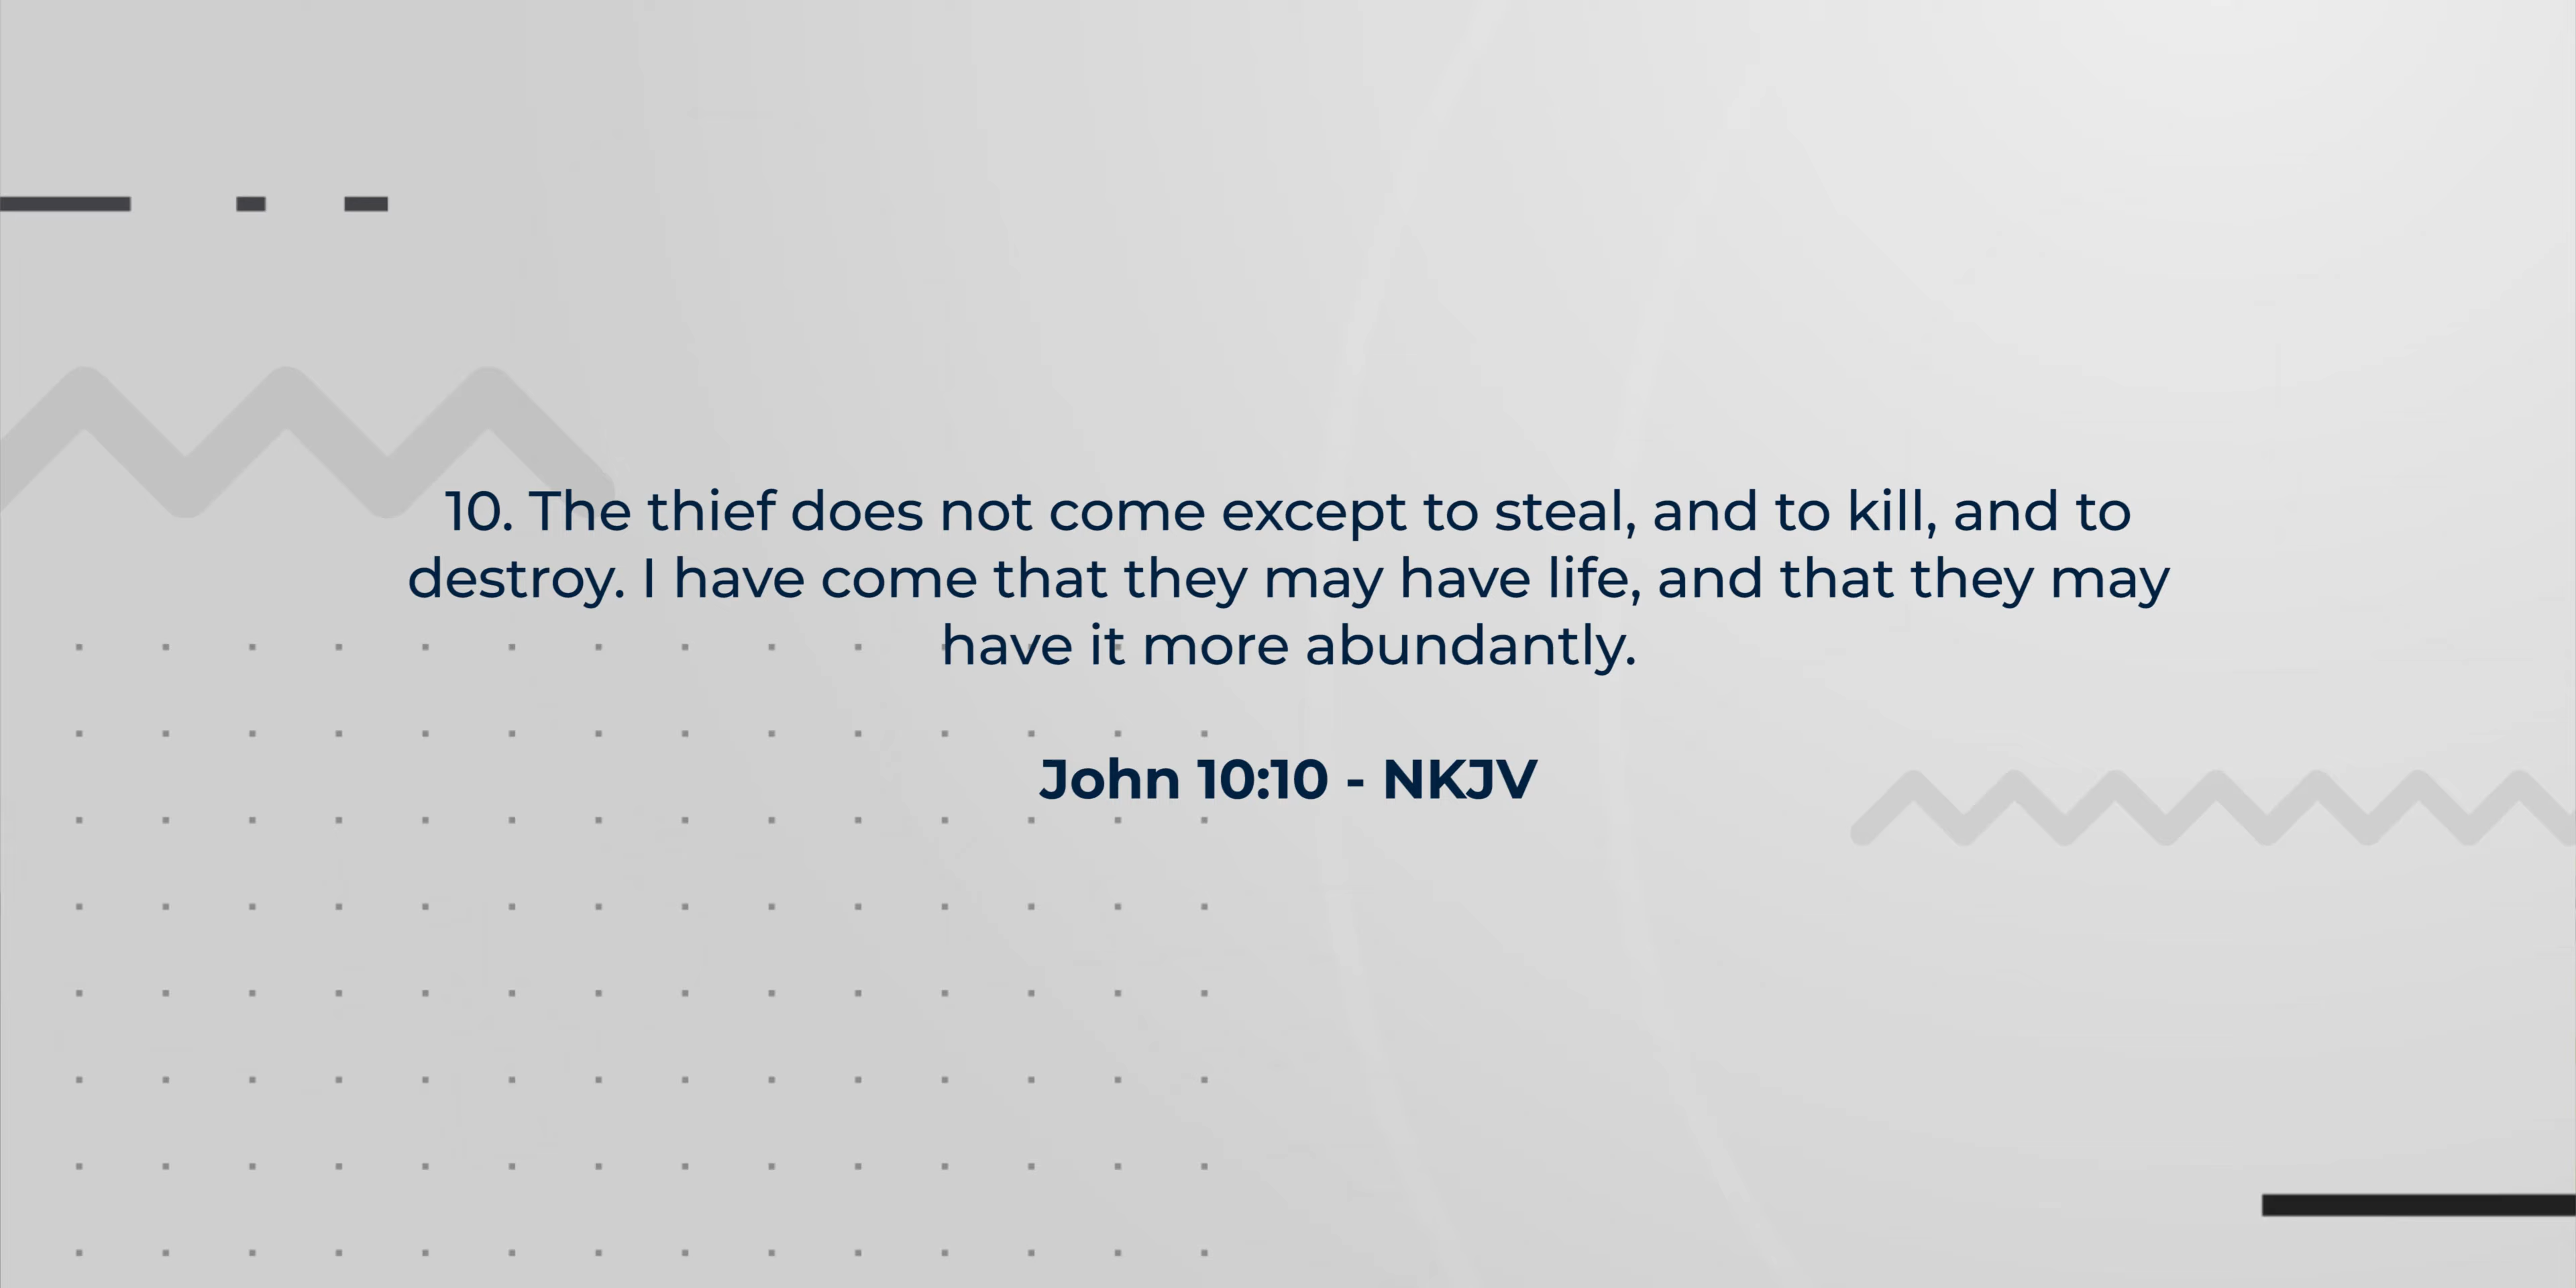 10. The thief does not come except to steal, and to kill, and to
destroy. I have come that they may have life, and that they may
have it more abundantly.
John 10:10 - NKJV